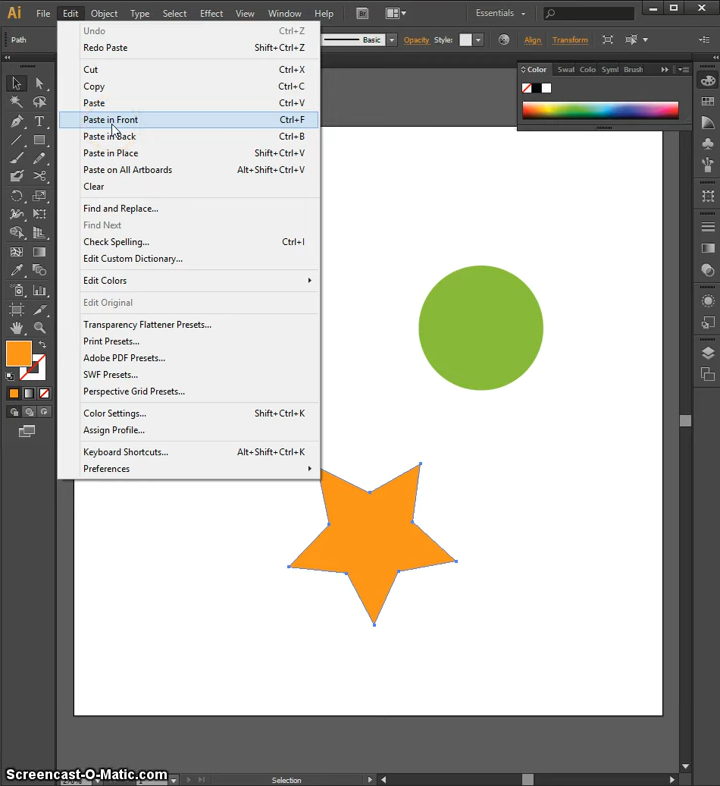 Ai File Edit Object Type Select Effect View Window Help Br Essentials
Path Basic Opacity Style: Align Transform
Undo Ctrl+Z
Redo Paste Shift+Ctrl+Z
Cut Ctrl+X
Copy Ctrl+C
Paste Ctrl+V
Paste in Front Ctrl+F
Paste in Back Ctrl+B
Paste in Place Shift+Ctrl+V
Paste on All Artboards Alt+Shift+Ctrl+V
Clear
Find and Replace...
Find Next
Check Spelling... Ctrl+I
Edit Custom Dictionary...
Edit Colors
Edit Original
Transparency Flattener Presets...
Print Presets...
Adobe PDF Presets...
SWF Presets...
Perspective Grid Presets...
Color Settings... Shift+Ctrl+K
Assign Profile...
Keyboard Shortcuts... Alt+Shift+Ctrl+K
Preferences
Color Swat Colo Symb Brush
T
Selection
Screencast-O-Matic.com